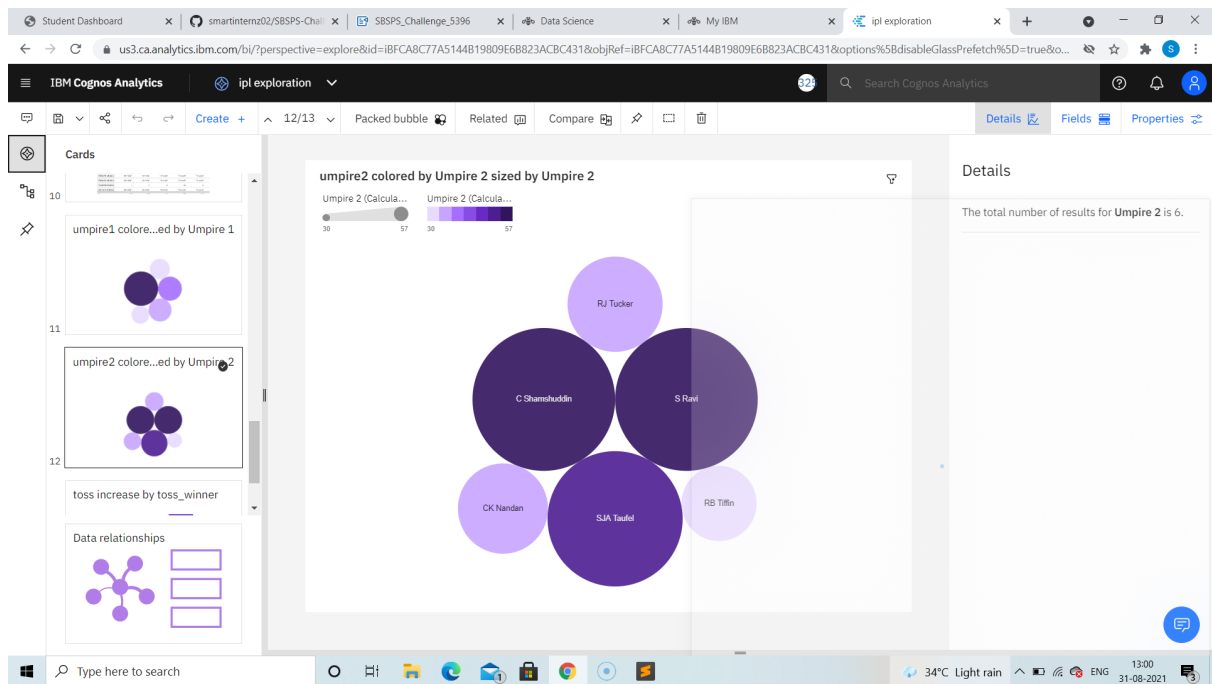 Student Dashboard
smartinternz02/SBSPS-Chall
SBSPS_Challenge_5396
Data Science
My IBM
ipl exploration
us3.ca.analytics.ibm.com/bi/?perspective=explore&id=iBFCA8C77A5144B19809E6B823ACBC431&objRef=iBFCA8C77A5144B19809E6B823ACBC431&options%5BdisableGlassPrefetch%5D=true&o...
S
IBM Cognos Analytics
ipl exploration
Search Cognos Analytics
Create +
12/13
Packed bubble
Related
Compare
Details
Fields
Properties
Cards
10
umpire1 colore...ed by Umpire 1
11
umpire2 colore...ed by Umpire 2
12
toss increase by toss_winner
Data relationships
umpire2 colored by Umpire 2 sized by Umpire 2
Umpire 2 (Calcula...
Umpire 2 (Calcula...
30 57
30 57
RJ Tucker
C Shamshuddin
S Ravi
CK Nandan
SJA Taufel
RB Tiffin
Details
The total number of results for Umpire 2 is 6.
Type here to search
1
34°C Light rain
ENG
13:00
31-08-2021
3